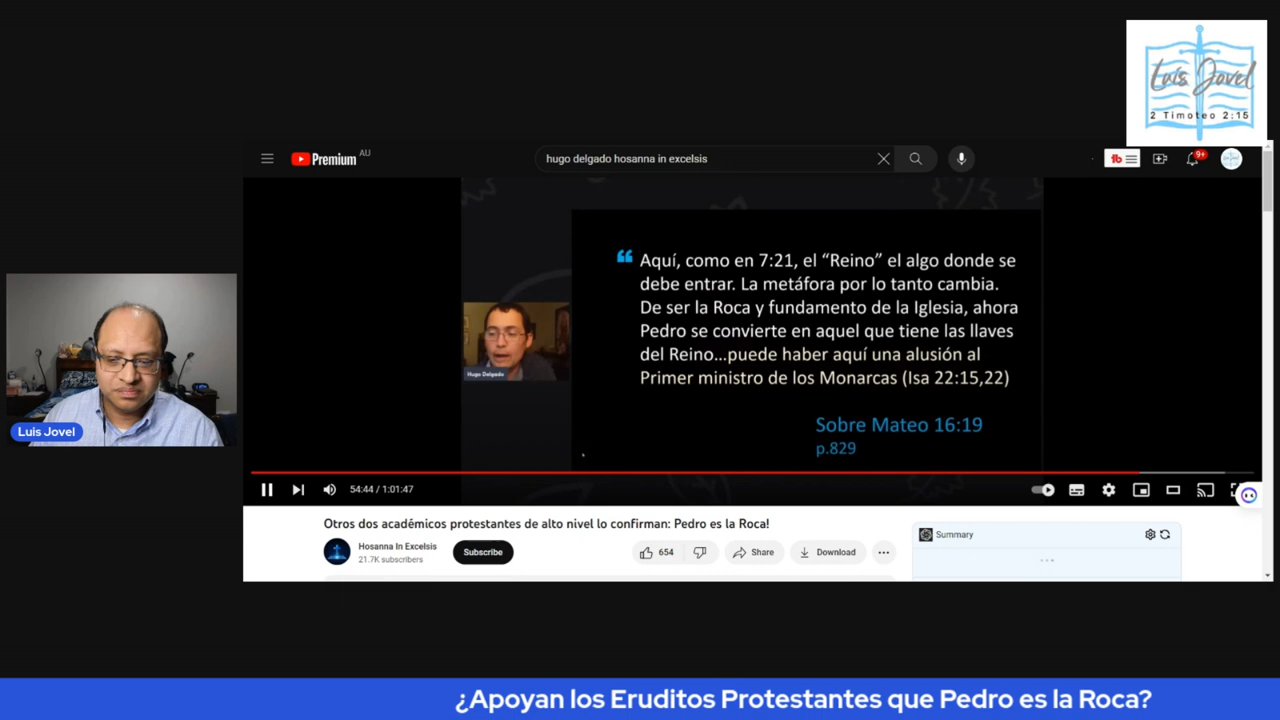 Luis Jovel
2 Timoteo 2:15
Premium AU
hugo delgado hosanna in excelsis
9+
“ Aquí, como en 7:21, el “Reino” el algo donde se
debe entrar. La metáfora por lo tanto cambia.
De ser la Roca y fundamento de la Iglesia, ahora
Pedro se convierte en aquel que tiene las llaves
del Reino...puede haber aquí una alusión al
Primer ministro de los Monarcas (Isa 22:15,22)
Sobre Mateo 16:19
p.829
Hugo Delgado
Luis Jovel
54:44 / 1:01:47
Otros dos académicos protestantes de alto nivel lo confirman: Pedro es la Roca!
Hosanna In Excelsis
21.7K subscribers
Subscribe
654
Share
Download
Summary
¿Apoyan los Eruditos Protestantes que Pedro es la Roca?